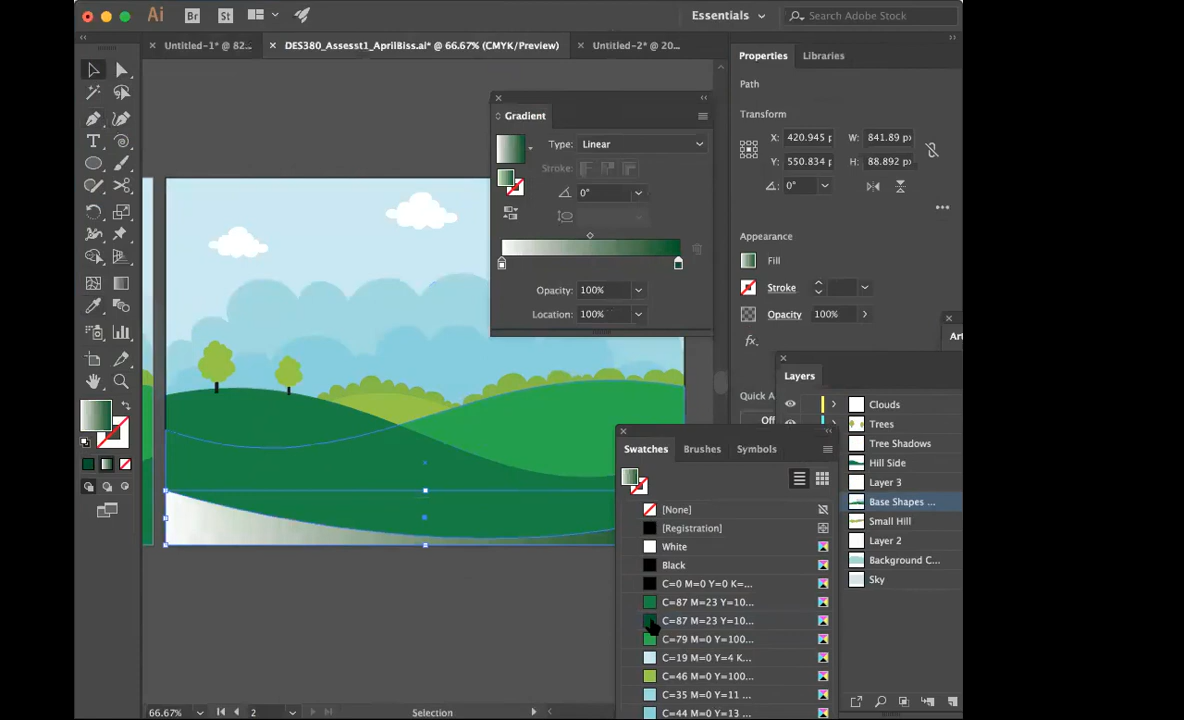 Ai Br St Essentials Search Adobe Stock
Untitled-1* @ 82... DES380_Assesst1_AprilBiss.ai* @ 66.67% (CMYK/Preview) Untitled-2* @ 20...
Properties Libraries
Path
Transform
X: 420.945 p W: 841.89 p
Y: 550.834 p H: 88.892 p
0°
Appearance
Fill
Stroke
Opacity 100%
fx.
Quick A
Off
Ar
Gradient
Type: Linear
Stroke:
0°
Opacity: 100%
Location: 100%
Layers
Clouds
Trees
Tree Shadows
Hill Side
Layer 3
Base Shapes ...
Small Hill
Layer 2
Background C...
Sky
Swatches Brushes Symbols
[None]
[Registration]
White
Black
C=0 M=0 Y=0 K=...
C=87 M=23 Y=10...
C=87 M=23 Y=10...
C=79 M=0 Y=100...
C=19 M=0 Y=4 K...
C=46 M=0 Y=100...
C=35 M=0 Y=11 ...
C=44 M=0 Y=13 ...
66.67% 2 Selection